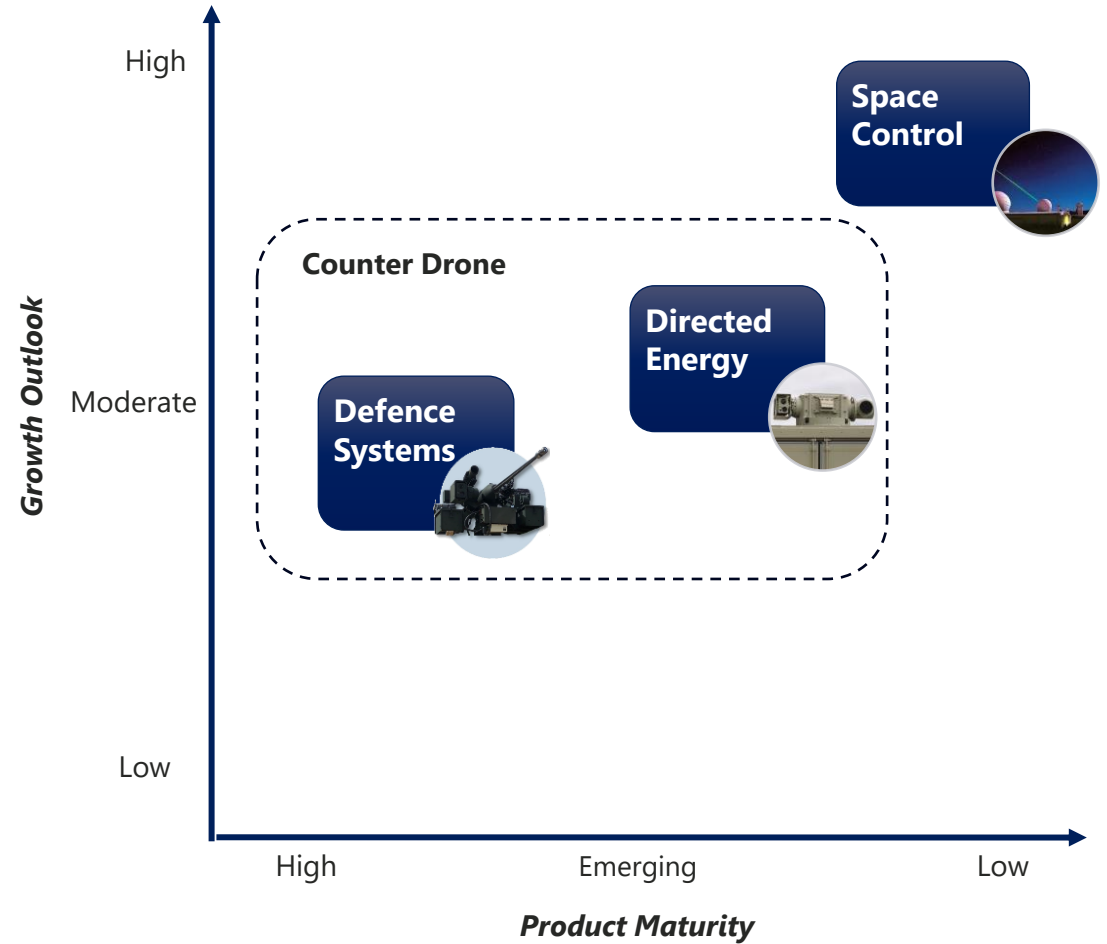 High
Space
Control
Counter Drone
Directed
Energy
Growth Outlook
Moderate
Defence
Systems
Low
High
Emerging
Low
Product Maturity